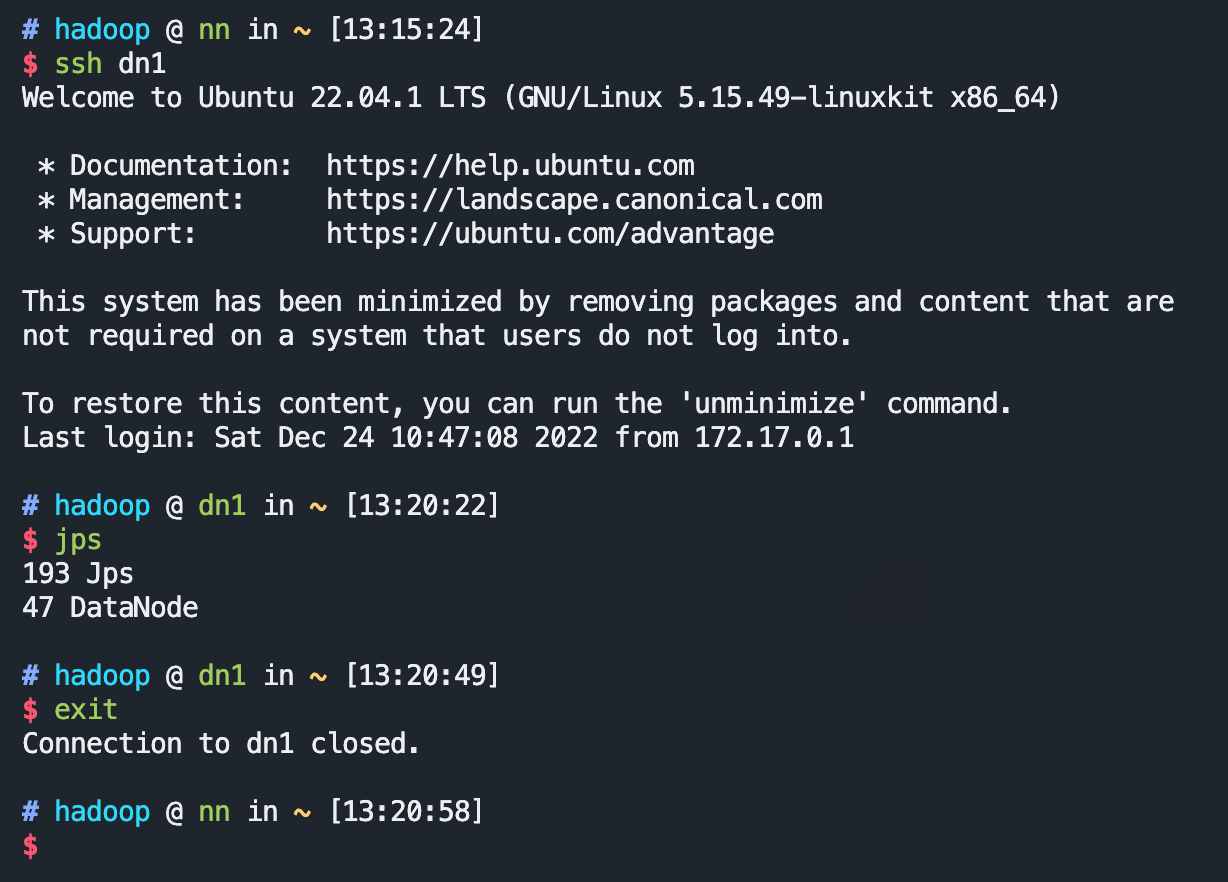 # hadoop @ nn in ~ [13:15:24]
$ ssh dn1
Welcome to Ubuntu 22.04.1 LTS (GNU/Linux 5.15.49-linuxkit x86_64)

 * Documentation:  https://help.ubuntu.com
 * Management:     https://landscape.canonical.com
 * Support:        https://ubuntu.com/advantage

This system has been minimized by removing packages and content that are
not required on a system that users do not log into.

To restore this content, you can run the 'unminimize' command.
Last login: Sat Dec 24 10:47:08 2022 from 172.17.0.1

# hadoop @ dn1 in ~ [13:20:22]
$ jps
193 Jps
47 DataNode

# hadoop @ dn1 in ~ [13:20:49]
$ exit
Connection to dn1 closed.

# hadoop @ nn in ~ [13:20:58]
$